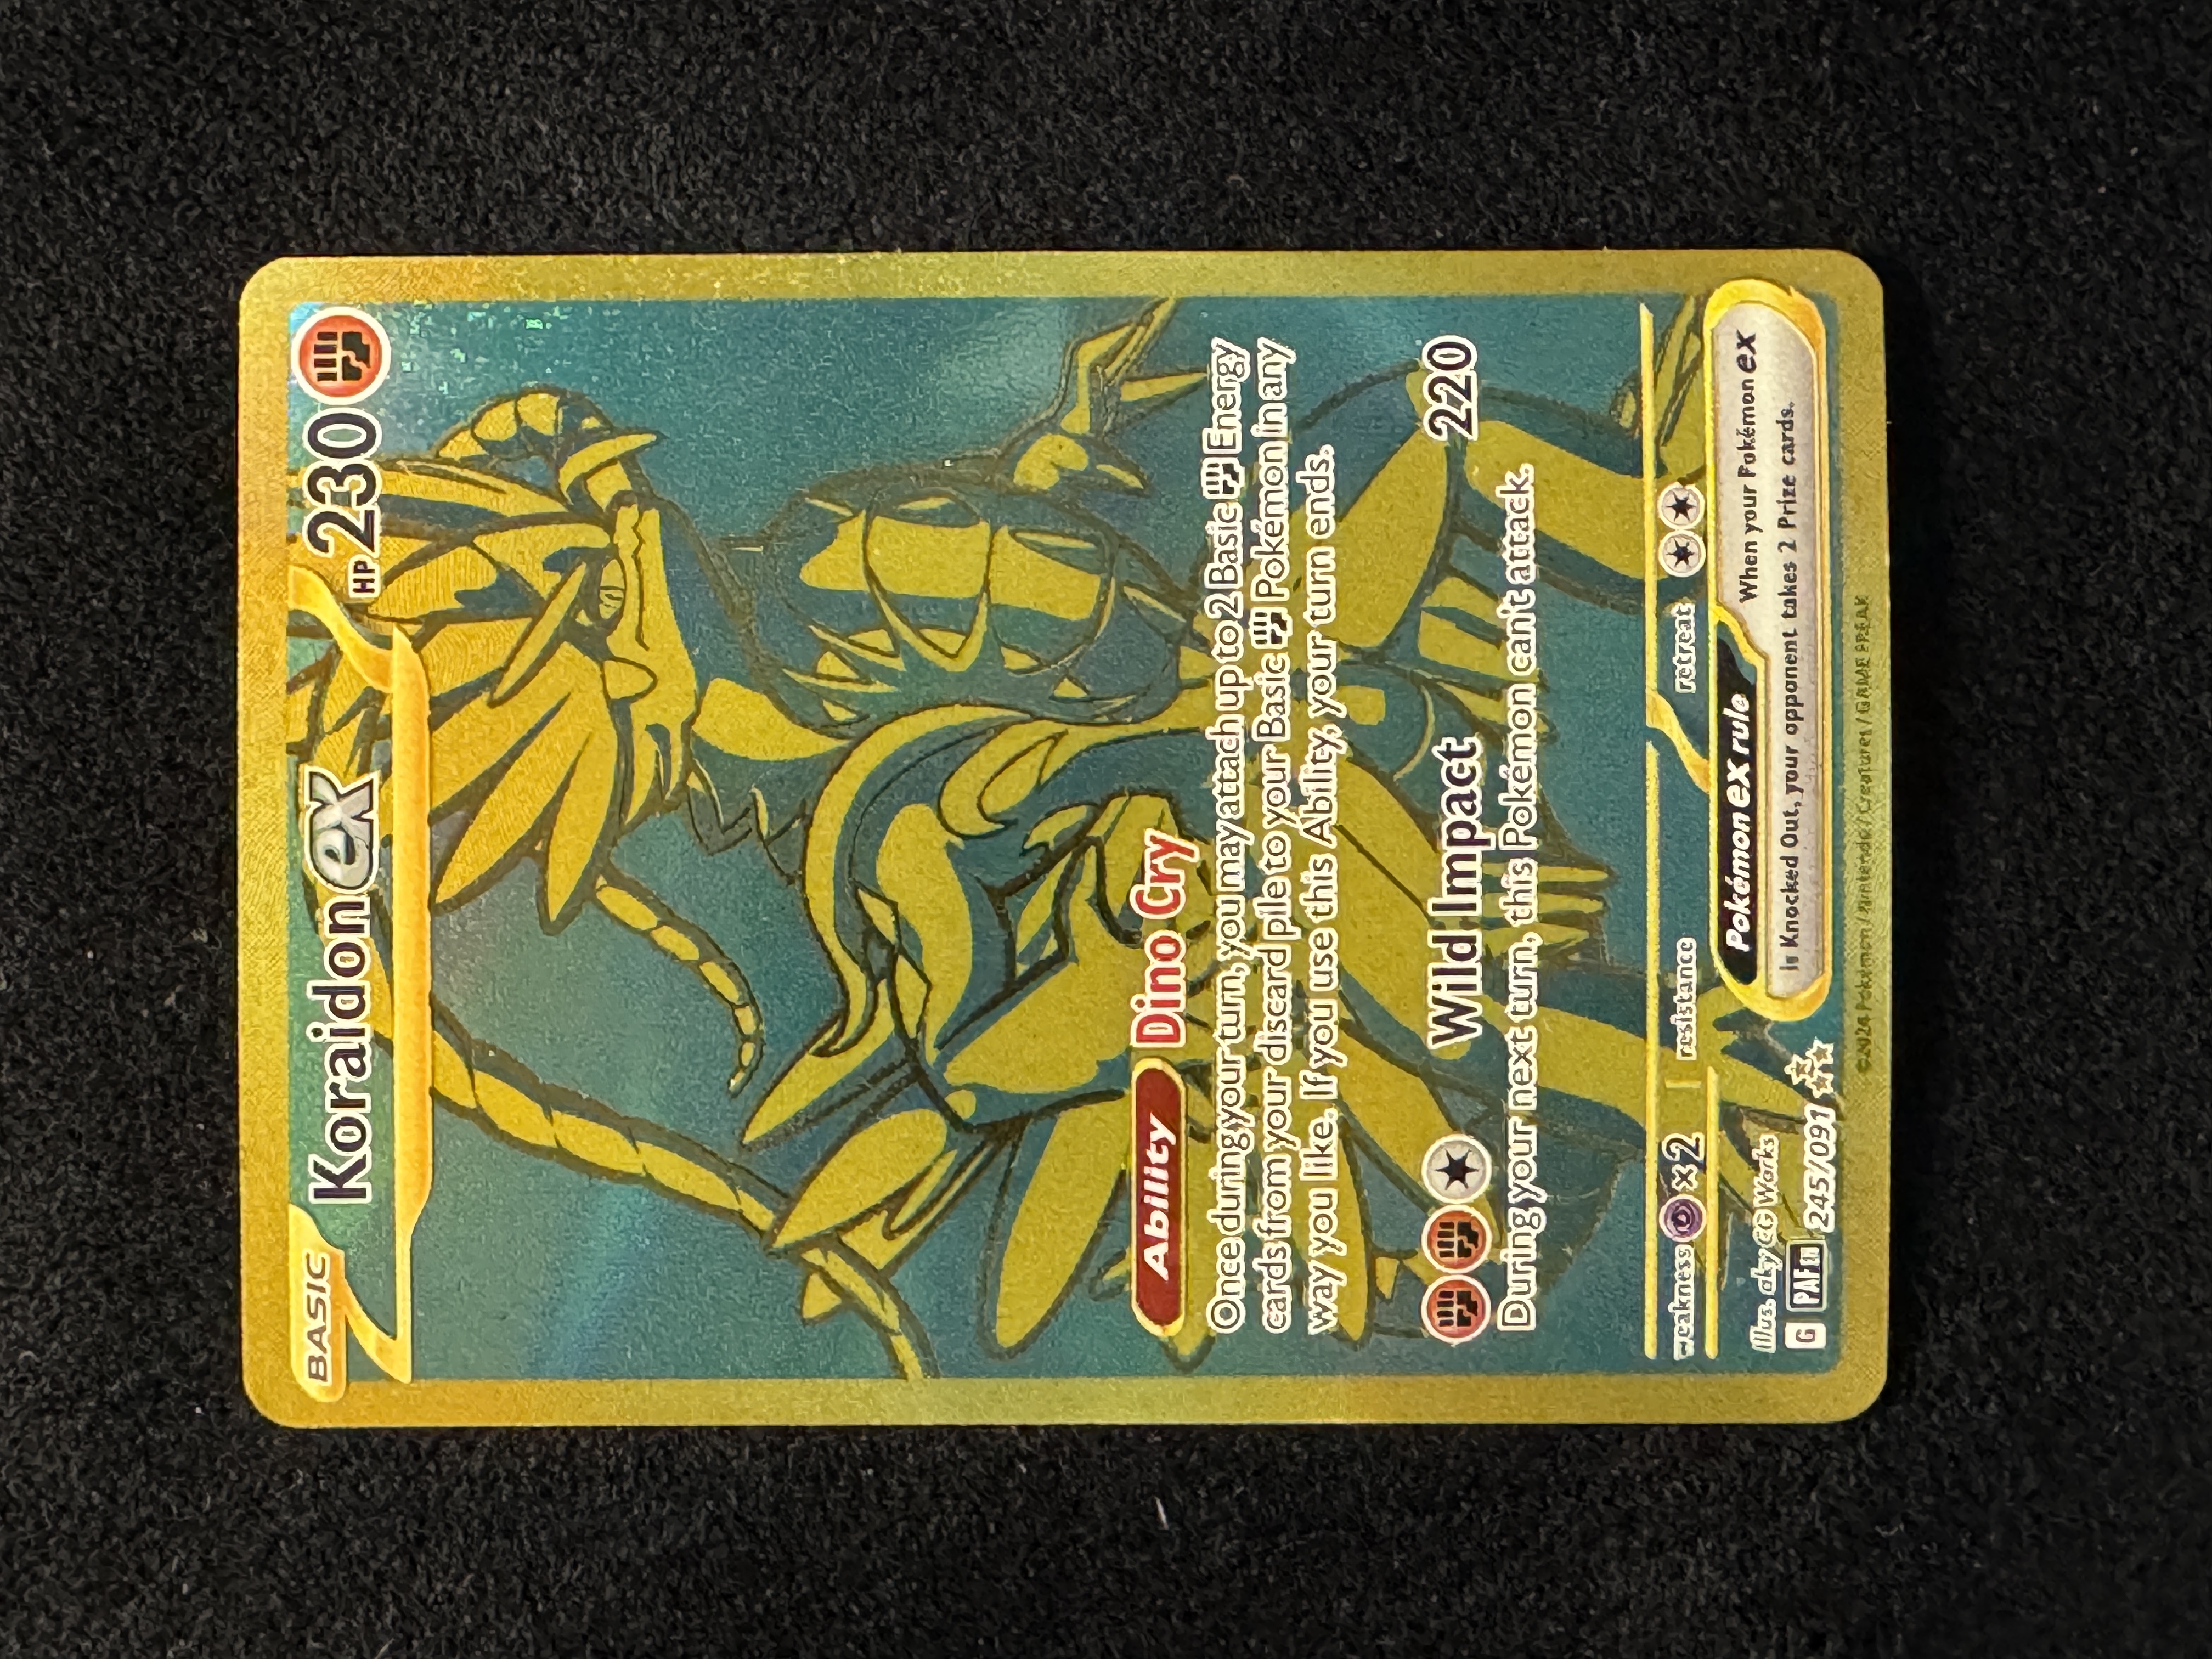 BASIC
Koraidon ex HP 230
Ability Dino Cry
Once during your turn, you may attach up to 2 Basic Energy
cards from your discard pile to your Basic Pokémon in any
way you like. If you use this Ability, your turn ends.
Wild Impact 220
During your next turn, this Pokémon can't attack.
weakness ×2 resistance retreat
Illus. aky CG Works
G PAF EN 245/091
Pokémon ex rule When your Pokémon ex
is Knocked Out, your opponent takes 2 Prize cards.
©2024 Pokémon / Nintendo / Creatures / GAME FREAK